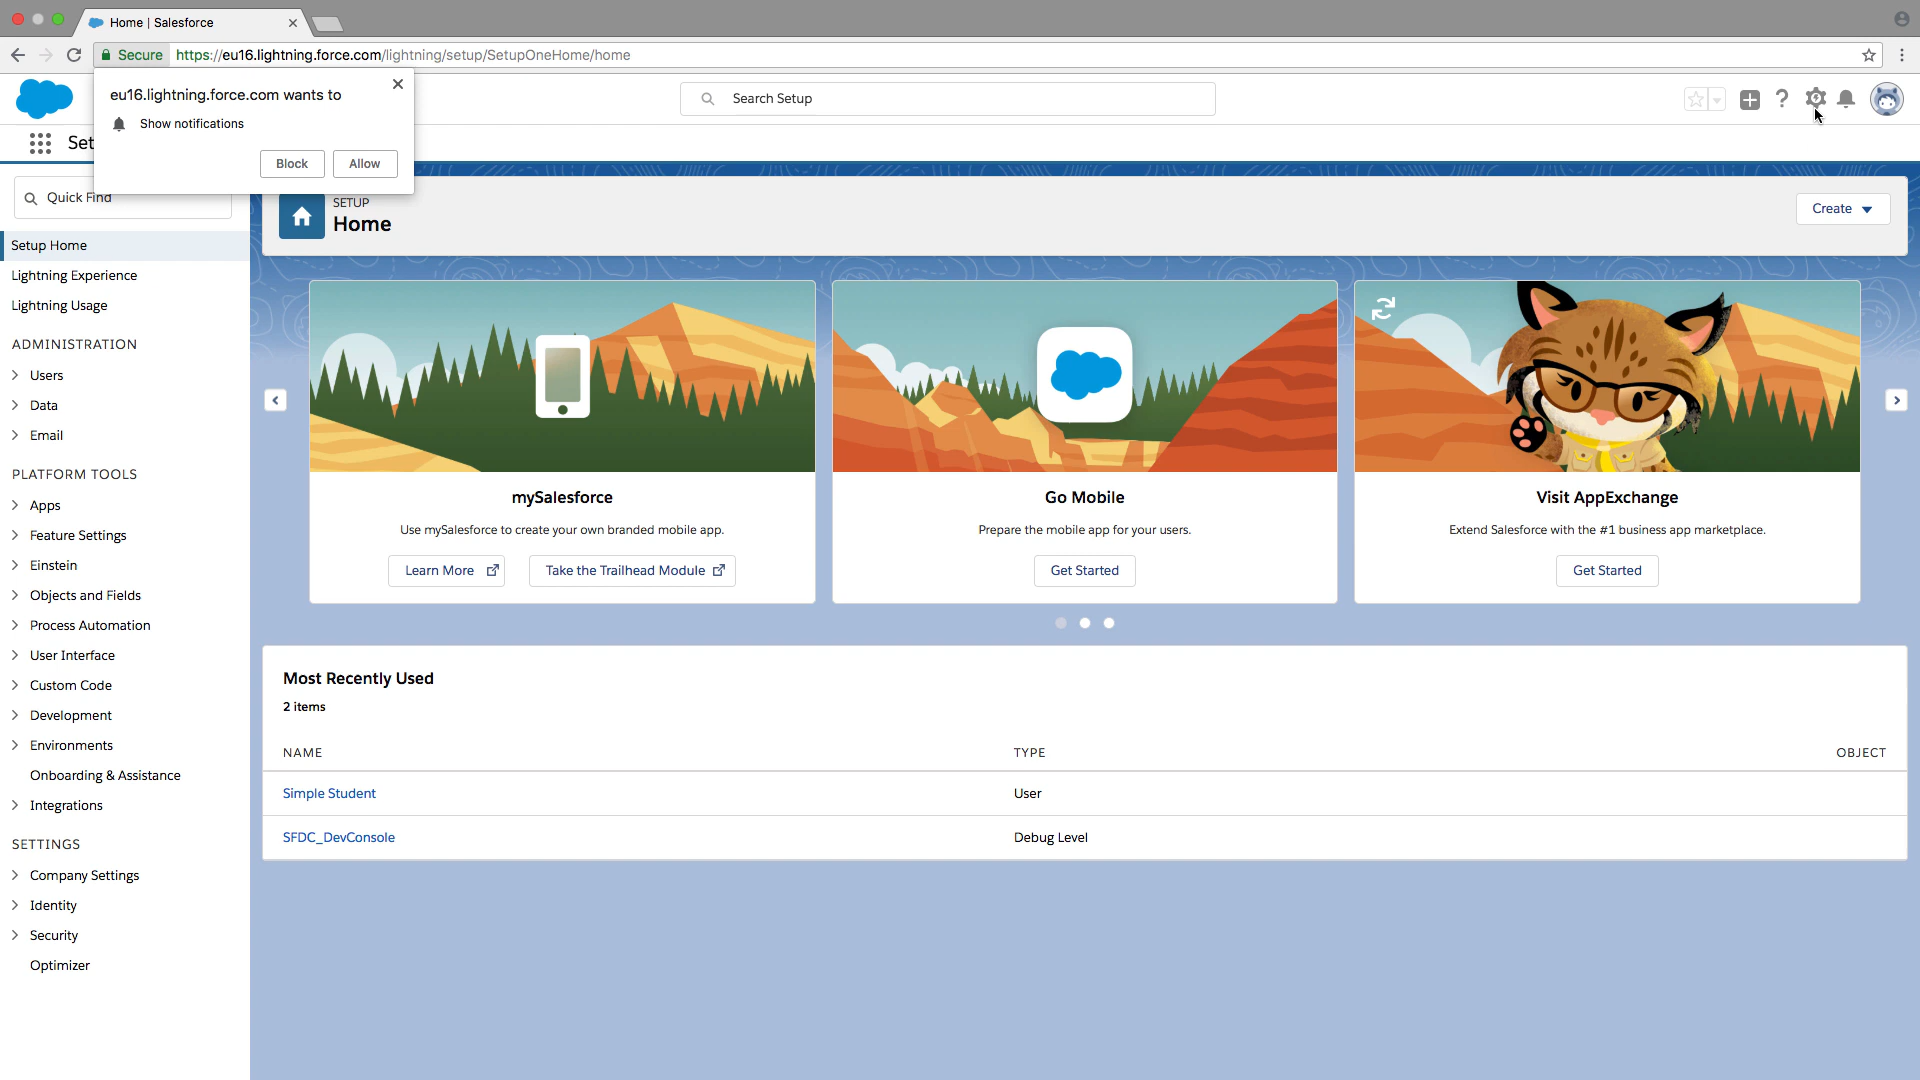 Home | Salesforce
Secure https://eu16.lightning.force.com/lightning/setup/SetupOneHome/home
eu16.lightning.force.com wants to
Show notifications
Block
Allow
Search Setup
Set
Quick Find
Setup Home
Lightning Experience
Lightning Usage
ADMINISTRATION
Users
Data
Email
PLATFORM TOOLS
Apps
Feature Settings
Einstein
Objects and Fields
Process Automation
User Interface
Custom Code
Development
Environments
Onboarding & Assistance
Integrations
SETTINGS
Company Settings
Identity
Security
Optimizer
SETUP
Home
Create
mySalesforce
Use mySalesforce to create your own branded mobile app.
Learn More
Take the Trailhead Module
Go Mobile
Prepare the mobile app for your users.
Get Started
Visit AppExchange
Extend Salesforce with the #1 business app marketplace.
Get Started
Most Recently Used
2 items
NAME TYPE OBJECT
Simple Student User
SFDC_DevConsole Debug Level